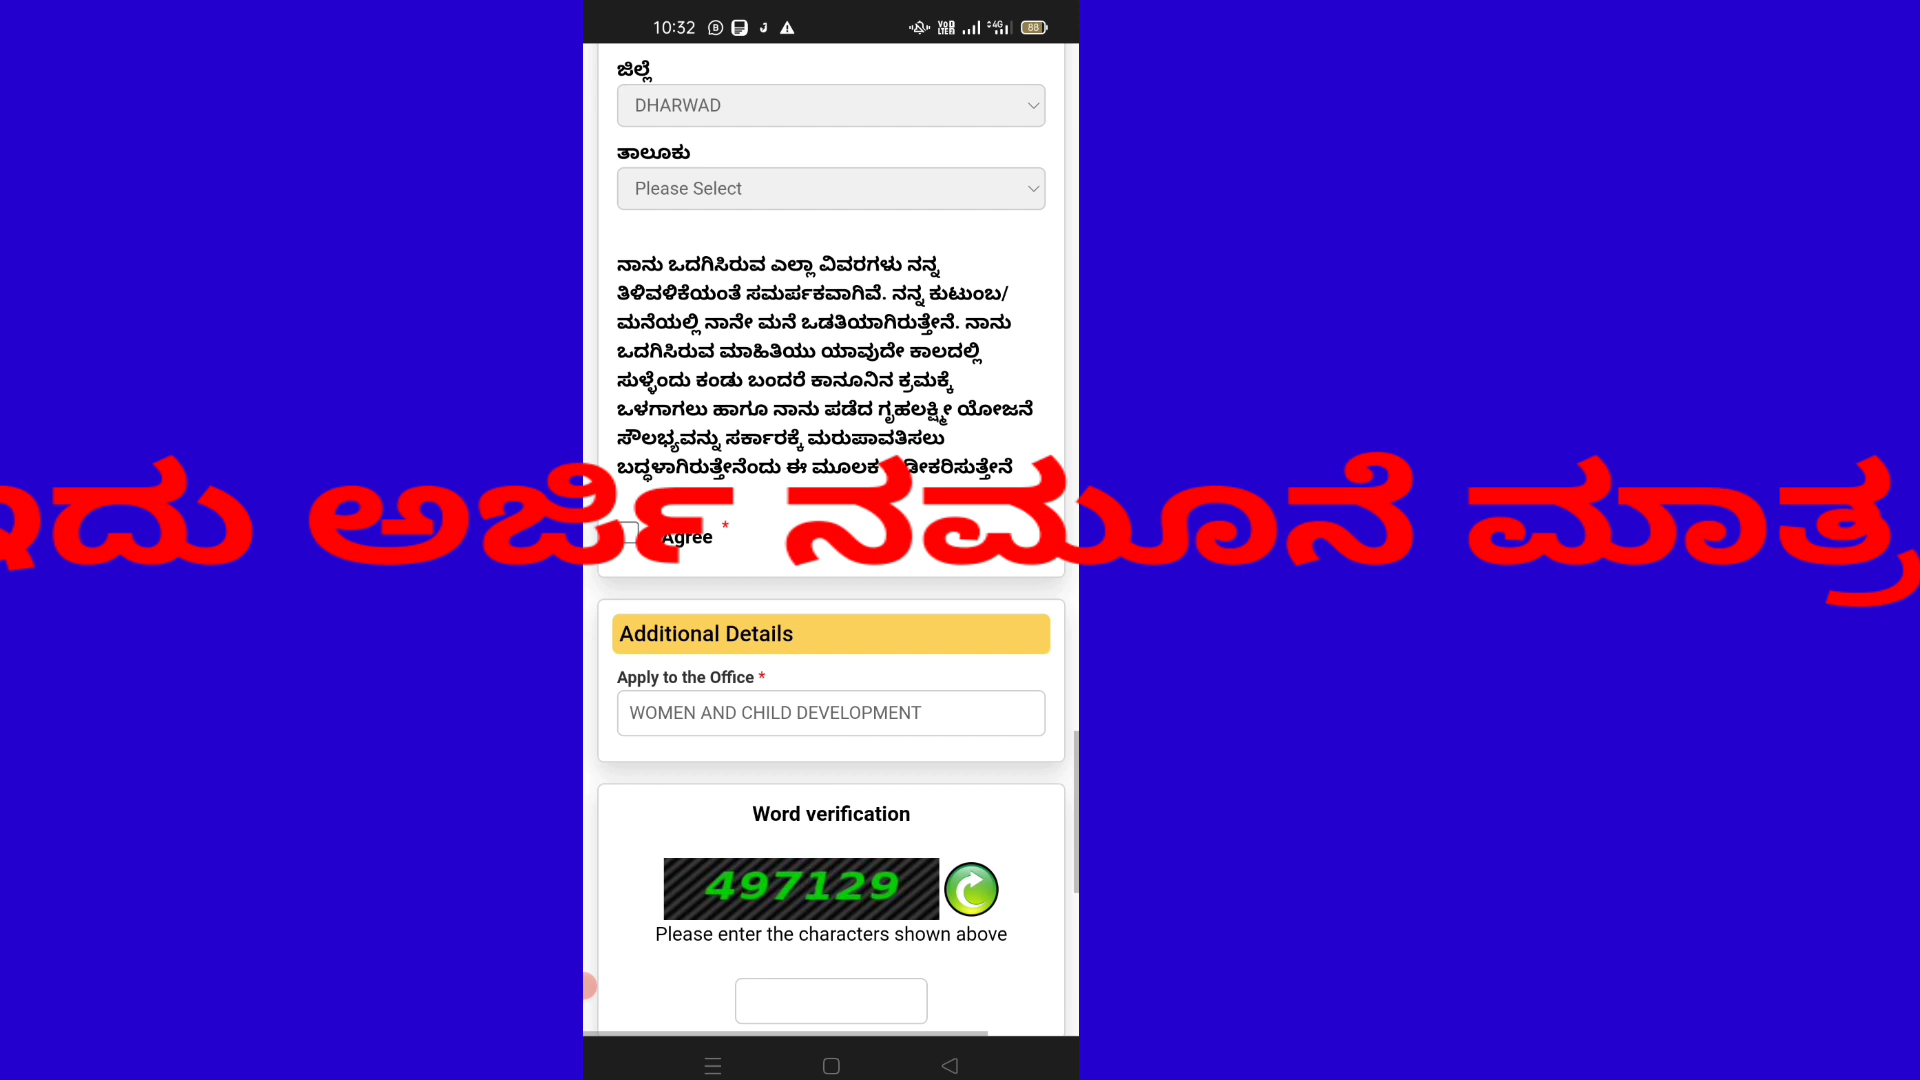 10:32
88
ಜಿಲ್ಲೆ
DHARWAD
ತಾಲೂಕು
Please Select
ನಾನು ಒದಗಿಸಿರುವ ಎಲ್ಲಾ ವಿವರಗಳು ನನ್ನ
ತಿಳಿವಳಿಕೆಯಂತೆ ಸಮರ್ಪಕವಾಗಿವೆ. ನನ್ನ ಕುಟುಂಬ/
ಮನೆಯಲ್ಲಿ ನಾನೇ ಮನೆ ಒಡತಿಯಾಗಿರುತ್ತೇನೆ. ನಾನು
ಒದಗಿಸಿರುವ ಮಾಹಿತಿಯು ಯಾವುದೇ ಕಾಲದಲ್ಲಿ
ಸುಳ್ಳೆಂದು ಕಂಡು ಬಂದರೆ ಕಾನೂನಿನ ಕ್ರಮಕ್ಕೆ
ಒಳಗಾಗಲು ಹಾಗೂ ನಾನು ಪಡೆದ ಗೃಹಲಕ್ಷ್ಮೀ ಯೋಜನೆ
ಸೌಲಭ್ಯವನ್ನು ಸರ್ಕಾರಕ್ಕೆ ಮರುಪಾವತಿಸಲು
ಬದ್ಧಳಾಗಿರುತ್ತೇನೆಂದು ಈ ಮೂಲಕ
ಇದು ಅರ್ಜಿ ನಮೂನೆ ಮಾತ್ರ
Agree *
Additional Details
Apply to the Office *
WOMEN AND CHILD DEVELOPMENT
Word verification
497129
Please enter the characters shown above